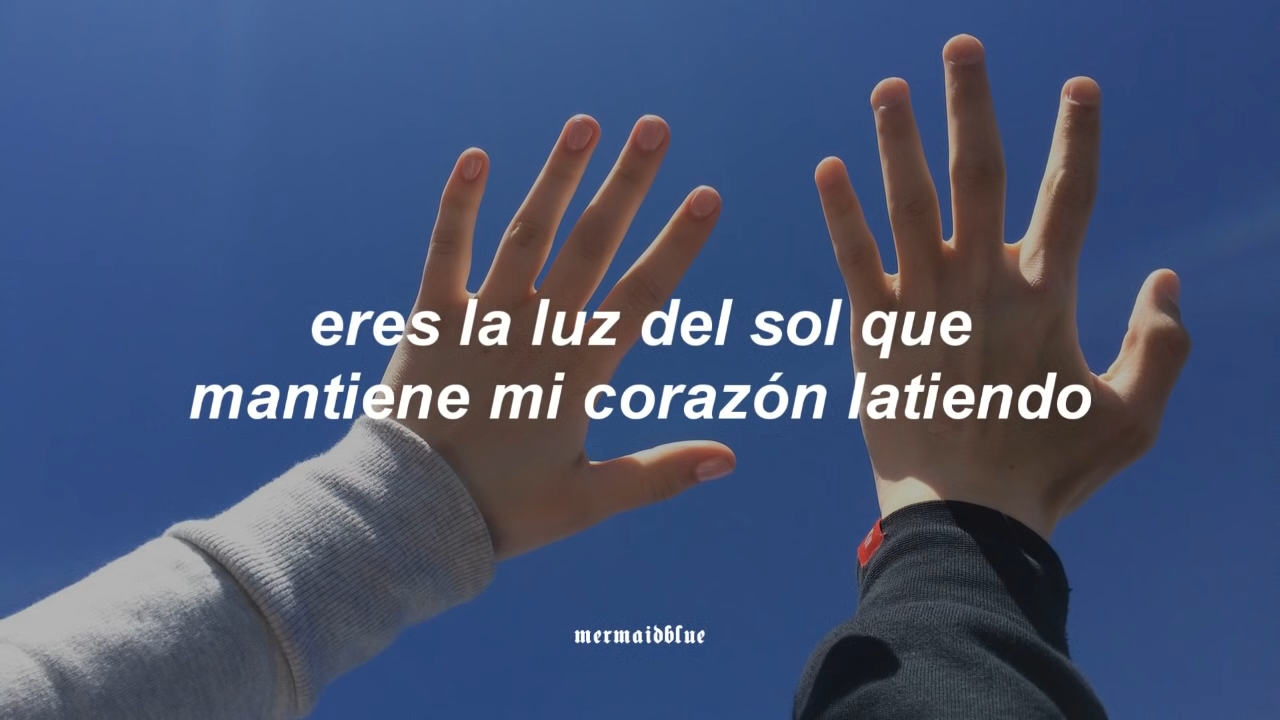 eres la luz del sol que
mantiene mi corazón latiendo
mermaidblue